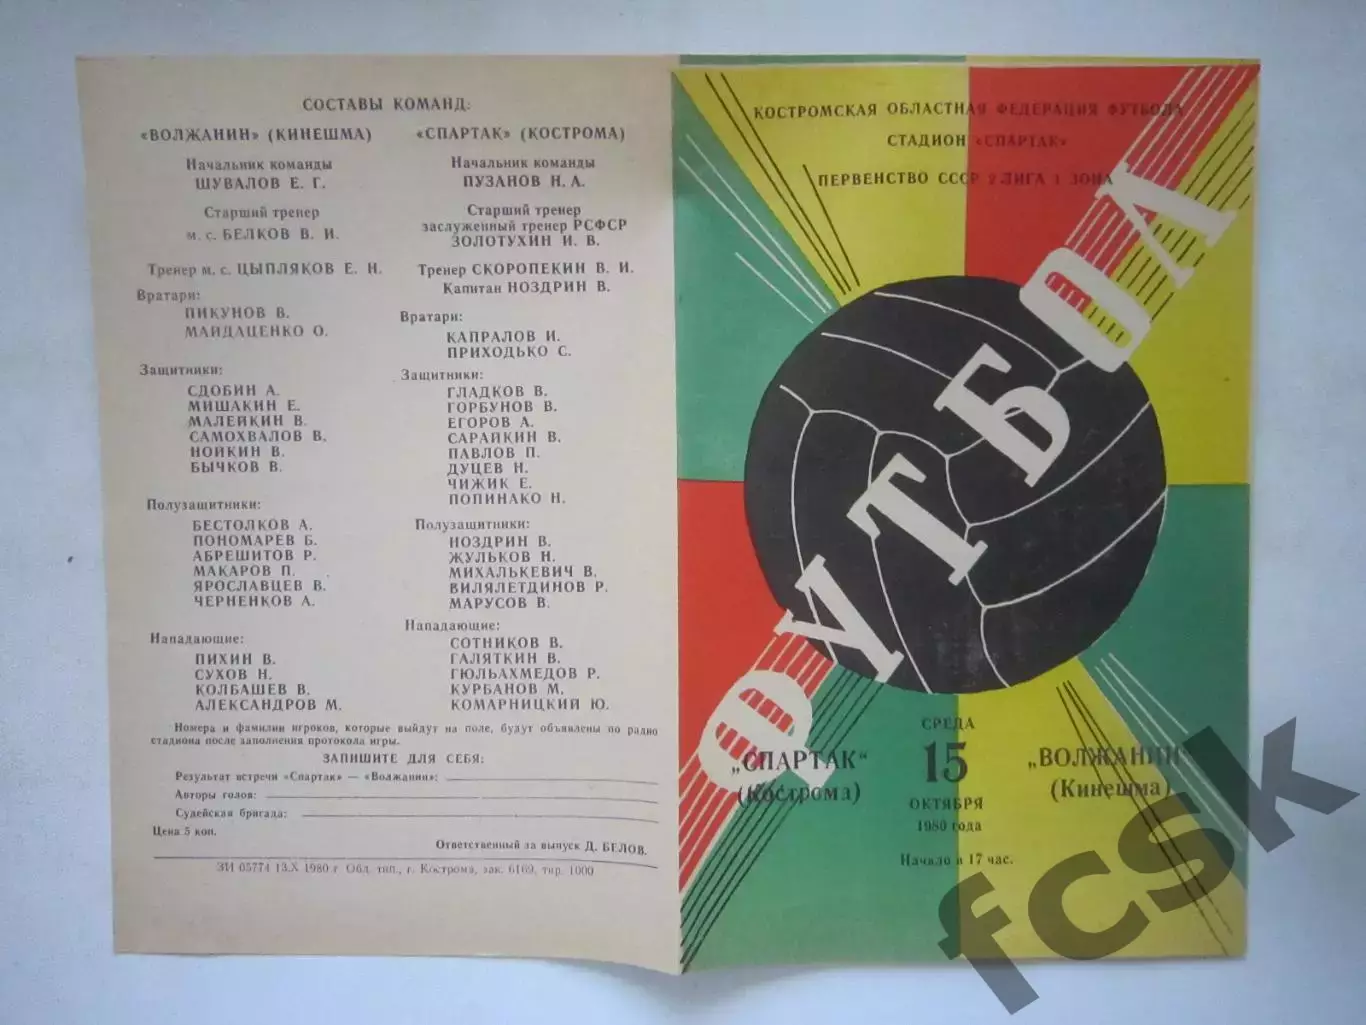 СОСТАВЫ КОМАНД:
«ВОЛЖАНИН» (КИНЕШМА)
Начальник команды
ШУВАЛОВ Е. Г.
Старший тренер
м. с. БЕЛКОВ В. И.
Тренер м. с. ЦЫПЛЯКОВ Е. Н.
Вратари:
ПИКУНОВ В.
МАЙДАЦЕНКО О.
Защитники:
СДОБИН А.
МИШАКИН Е.
МАЛЕЙКИН В.
САМОХВАЛОВ В.
НОЙКИН В.
БЫЧКОВ В.
Полузащитники:
БЕСТОЛКОВ А.
ПОНОМАРЕВ Б.
АБРЕШИТОВ Р.
МАКАРОВ П.
ЯРОСЛАВЦЕВ В.
ЧЕРНЕНКОВ А.
Нападающие:
ПИХИН В.
СУХОВ Н.
КОЛБАШЕВ В.
АЛЕКСАНДРОВ М.
«СПАРТАК» (КОСТРОМА)
Начальник команды
ПУЗАНОВ Н. А.
Старший тренер
заслуженный тренер РСФСР
ЗОЛОТУХИН И. В.
Тренер СКОРОПЕКИН В. И.
Капитан НОЗДРИН В.
Вратари:
КАПРАЛОВ И.
ПРИХОДЬКО С.
Защитники:
ГЛАДКОВ В.
ГОРБУНОВ В.
ЕГОРОВ А.
САРАЙКИН В.
ПАВЛОВ П.
ДУЦЕВ Н.
ЧИЖИК Е.
ПОПИНАКО Н.
Полузащитники:
НОЗДРИН В.
ЖУЛЬКОВ Н.
МИХАЛЬКЕВИЧ В.
ВИЛЯЛЕТДИНОВ Р.
МАРУСОВ В.
Нападающие:
СОТНИКОВ В.
ГАЛЯТКИН В.
ГЮЛЬАХМЕДОВ Р.
КУРБАНОВ М.
КОМАРНИЦКИЙ Ю.
Номера и фамилии игроков, которые выйдут на поле, будут объявлены по радио
стадиона после заполнения протокола игры.
ЗАПИШИТЕ ДЛЯ СЕБЯ:
Результат встречи «Спартак» — «Волжанин»:
Авторы голов:
Судейская бригада:
Цена 5 коп.
Ответственный за выпуск Д. БЕЛОВ.
ЗИ 05774 13.X 1980 г Обл. тип., г. Кострома, зак. 6169, тир. 1000
КОСТРОМСКАЯ ОБЛАСТНАЯ ФЕДЕРАЦИЯ ФУТБОЛА
СТАДИОН «СПАРТАК»
ПЕРВЕНСТВО СССР 2 ЛИГА 1 ЗОНА
ФУТБОЛ
„СПАРТАК“
(Кострома)
СРЕДА
15
ОКТЯБРЯ
1980 года
„ВОЛЖАНИН“
(Кинешма)
Начало в 17 час.
fcsk